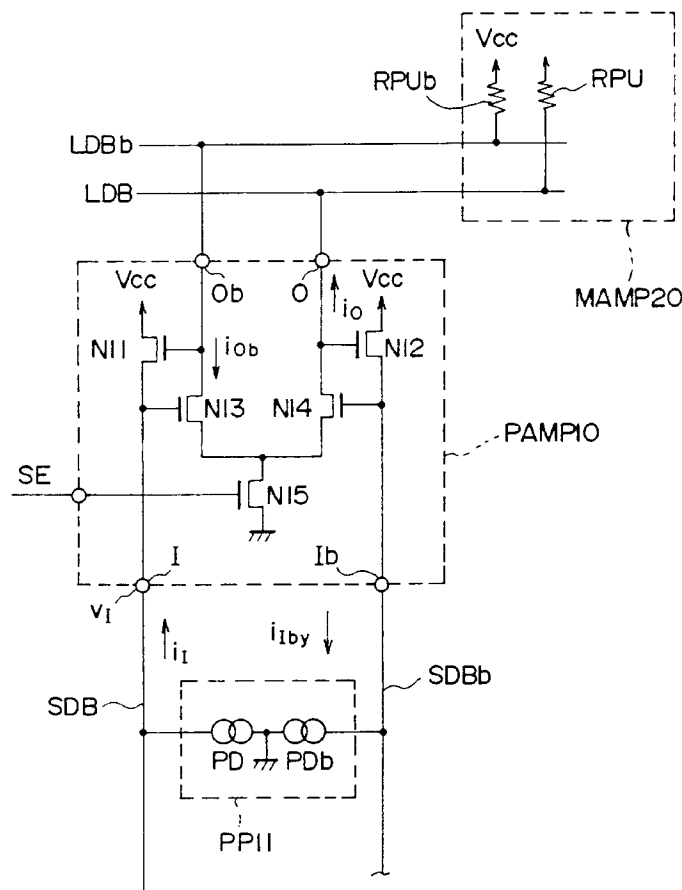 Vcc
RPUb
RPU
LDBb
LDB
MAMP20
Ob
O
Vcc
iO
Vcc
N11
iOb
N12
N13
N14
PAMP10
SE
N15
I
Ib
vI
iI
iIby
SDB
SDBb
PD
PDb
PP11